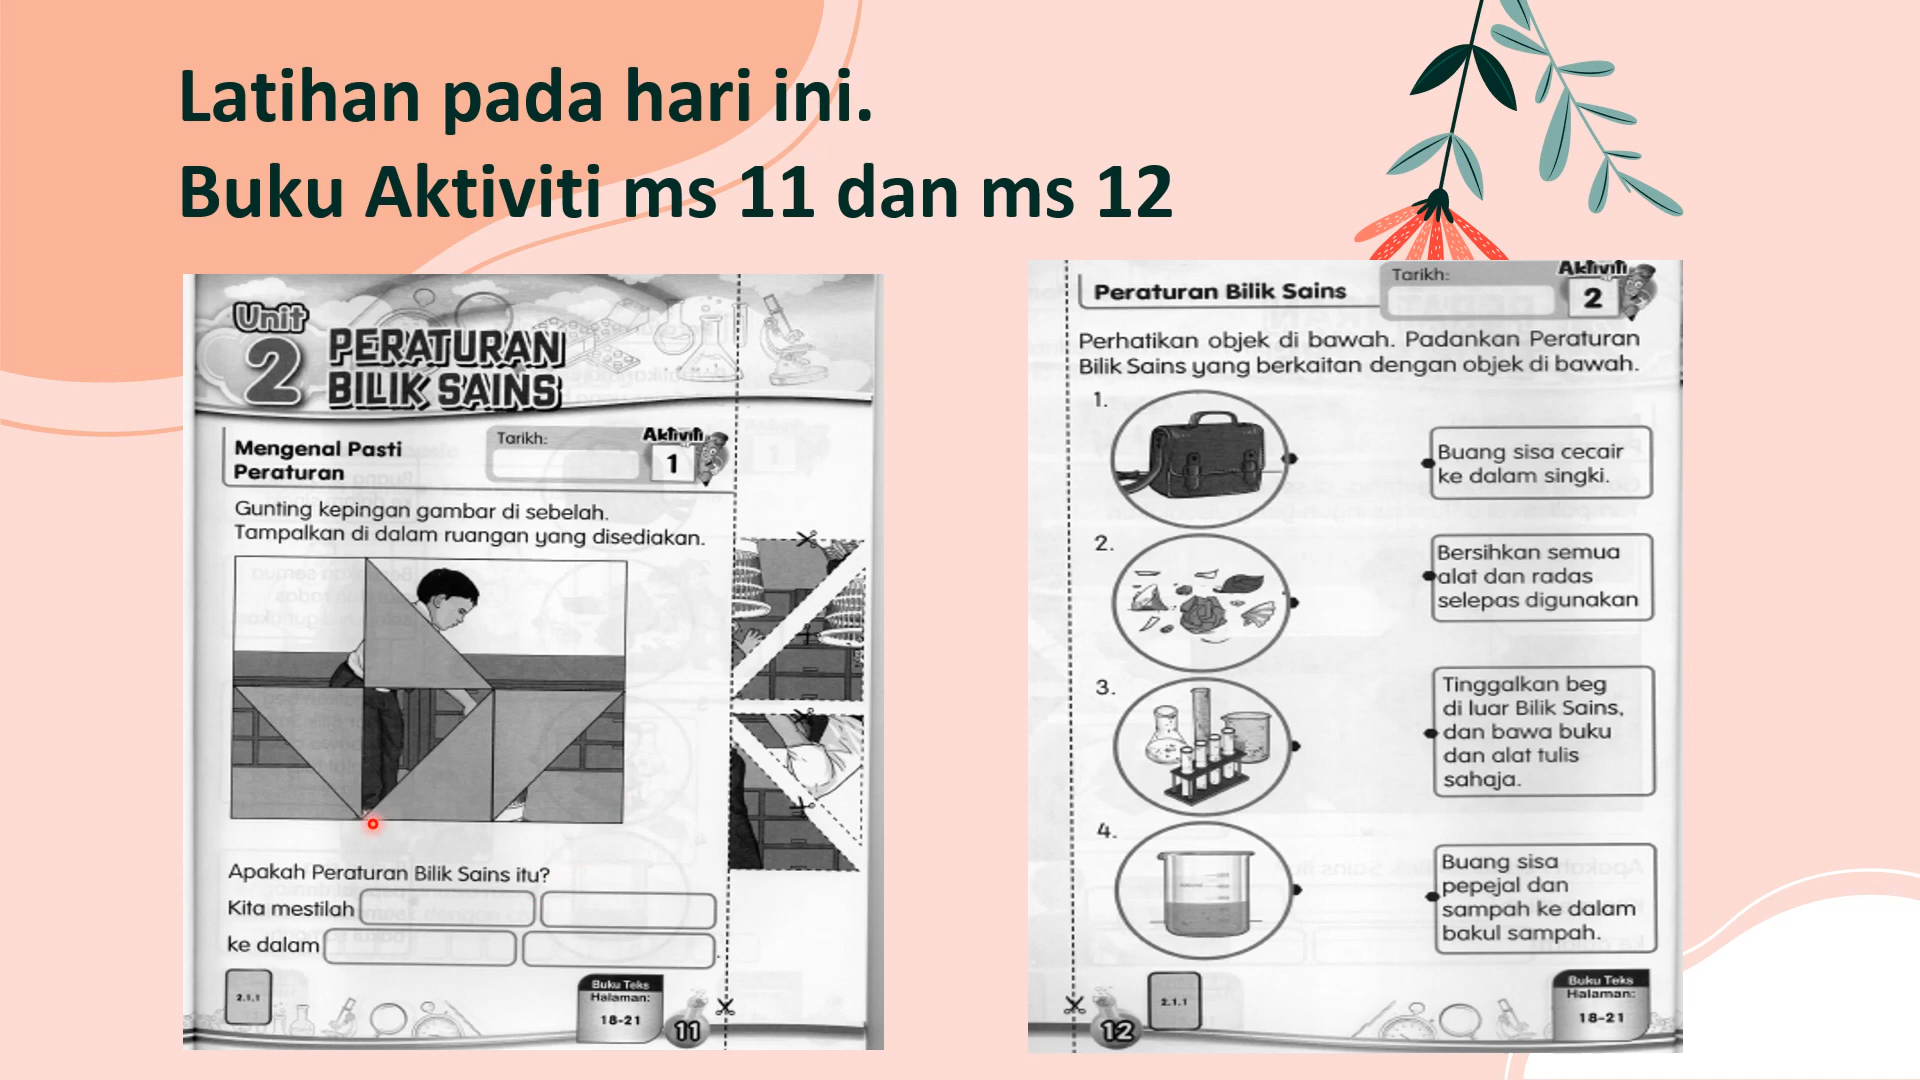 Latihan pada hari ini.
Buku Aktiviti ms 11 dan ms 12
Unit
2
PERATURAN
BILIK SAINS
Mengenal Pasti
Peraturan
Tarikh:
Aktiviti
1
Gunting kepingan gambar di sebelah.
Tampalkan di dalam ruangan yang disediakan.
Apakah Peraturan Bilik Sains itu?
Kita mestilah
ke dalam
.
2.1.1
Buku Teks
Halaman:
18-21
11
Peraturan Bilik Sains
Tarikh:
Aktiviti
2
Perhatikan objek di bawah. Padankan Peraturan
Bilik Sains yang berkaitan dengan objek di bawah.
1.
Buang sisa cecair
ke dalam singki.
2.
Bersihkan semua
alat dan radas
selepas digunakan
3.
Tinggalkan beg
di luar Bilik Sains,
dan bawa buku
dan alat tulis
sahaja.
4.
Buang sisa
pepejal dan
sampah ke dalam
bakul sampah.
12
2.1.1
Buku Teks
Halaman:
18-21